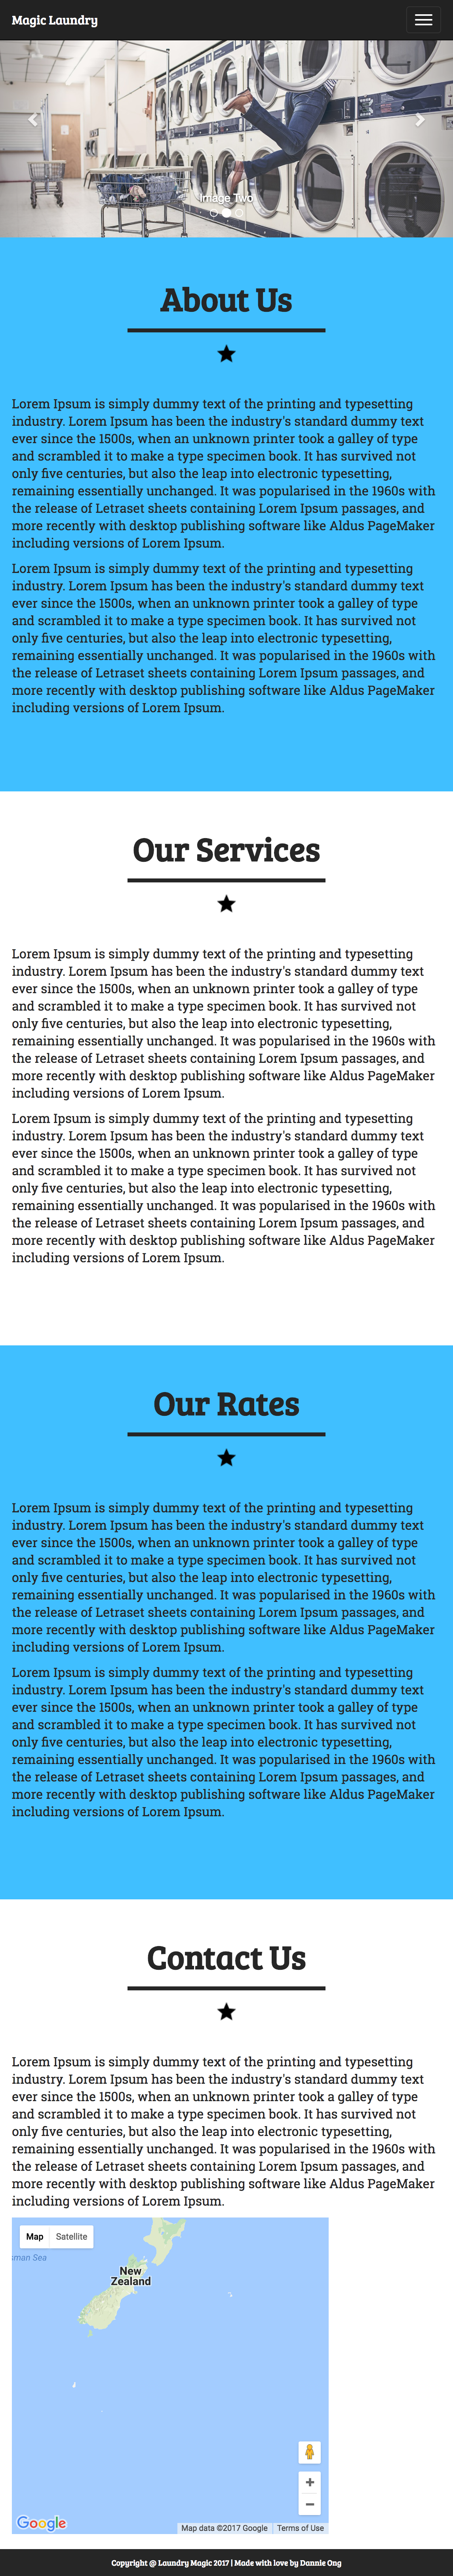 Magic Laundry
Image Two
About Us
Lorem Ipsum is simply dummy text of the printing and typesetting
industry. Lorem Ipsum has been the industry's standard dummy text
ever since the 1500s, when an unknown printer took a galley of type
and scrambled it to make a type specimen book. It has survived not
only five centuries, but also the leap into electronic typesetting,
remaining essentially unchanged. It was popularised in the 1960s with
the release of Letraset sheets containing Lorem Ipsum passages, and
more recently with desktop publishing software like Aldus PageMaker
including versions of Lorem Ipsum.
Lorem Ipsum is simply dummy text of the printing and typesetting
industry. Lorem Ipsum has been the industry's standard dummy text
ever since the 1500s, when an unknown printer took a galley of type
and scrambled it to make a type specimen book. It has survived not
only five centuries, but also the leap into electronic typesetting,
remaining essentially unchanged. It was popularised in the 1960s with
the release of Letraset sheets containing Lorem Ipsum passages, and
more recently with desktop publishing software like Aldus PageMaker
including versions of Lorem Ipsum.
Our Services
Lorem Ipsum is simply dummy text of the printing and typesetting
industry. Lorem Ipsum has been the industry's standard dummy text
ever since the 1500s, when an unknown printer took a galley of type
and scrambled it to make a type specimen book. It has survived not
only five centuries, but also the leap into electronic typesetting,
remaining essentially unchanged. It was popularised in the 1960s with
the release of Letraset sheets containing Lorem Ipsum passages, and
more recently with desktop publishing software like Aldus PageMaker
including versions of Lorem Ipsum.
Lorem Ipsum is simply dummy text of the printing and typesetting
industry. Lorem Ipsum has been the industry's standard dummy text
ever since the 1500s, when an unknown printer took a galley of type
and scrambled it to make a type specimen book. It has survived not
only five centuries, but also the leap into electronic typesetting,
remaining essentially unchanged. It was popularised in the 1960s with
the release of Letraset sheets containing Lorem Ipsum passages, and
more recently with desktop publishing software like Aldus PageMaker
including versions of Lorem Ipsum.
Our Rates
Lorem Ipsum is simply dummy text of the printing and typesetting
industry. Lorem Ipsum has been the industry's standard dummy text
ever since the 1500s, when an unknown printer took a galley of type
and scrambled it to make a type specimen book. It has survived not
only five centuries, but also the leap into electronic typesetting,
remaining essentially unchanged. It was popularised in the 1960s with
the release of Letraset sheets containing Lorem Ipsum passages, and
more recently with desktop publishing software like Aldus PageMaker
including versions of Lorem Ipsum.
Lorem Ipsum is simply dummy text of the printing and typesetting
industry. Lorem Ipsum has been the industry's standard dummy text
ever since the 1500s, when an unknown printer took a galley of type
and scrambled it to make a type specimen book. It has survived not
only five centuries, but also the leap into electronic typesetting,
remaining essentially unchanged. It was popularised in the 1960s with
the release of Letraset sheets containing Lorem Ipsum passages, and
more recently with desktop publishing software like Aldus PageMaker
including versions of Lorem Ipsum.
Contact Us
Lorem Ipsum is simply dummy text of the printing and typesetting
industry. Lorem Ipsum has been the industry's standard dummy text
ever since the 1500s, when an unknown printer took a galley of type
and scrambled it to make a type specimen book. It has survived not
only five centuries, but also the leap into electronic typesetting,
remaining essentially unchanged. It was popularised in the 1960s with
the release of Letraset sheets containing Lorem Ipsum passages, and
more recently with desktop publishing software like Aldus PageMaker
including versions of Lorem Ipsum.
Map Satellite
man Sea
New
Zealand
Google
Map data ©2017 Google Terms of Use
Copyright @ Laundry Magic 2017 | Made with love by Dannie Ong